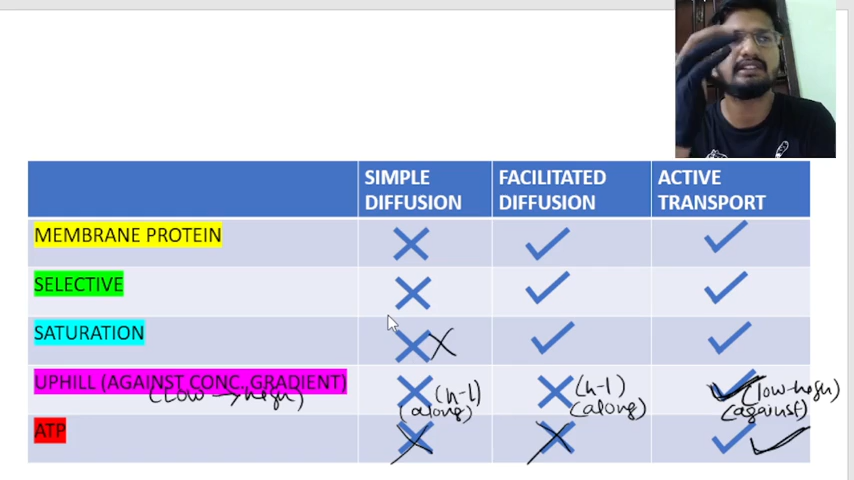 SIMPLE DIFFUSION
FACILITATED DIFFUSION
ACTIVE TRANSPORT
MEMBRANE PROTEIN
SELECTIVE
SATURATION
UPHILL (AGAINST CONC.,GRADIENT)
(Low → high)
(h-l)
(along)
(h-l)
(along)
(low-high)
(against)
ATP